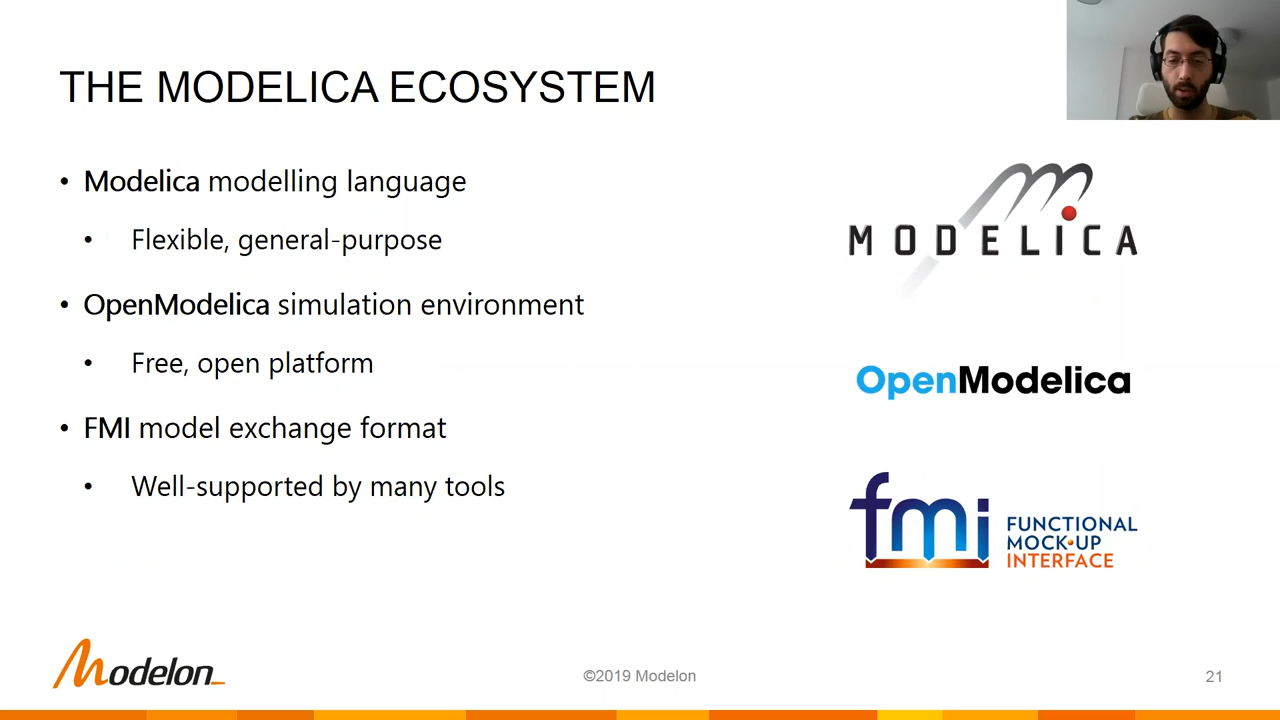 THE MODELICA ECOSYSTEM
• Modelica modelling language
• Flexible, general-purpose
• OpenModelica simulation environment
• Free, open platform
• FMI model exchange format
• Well-supported by many tools
MODELICA
OpenModelica
fmi
FUNCTIONAL
MOCK•UP
INTERFACE
Modelon
©2019 Modelon
21